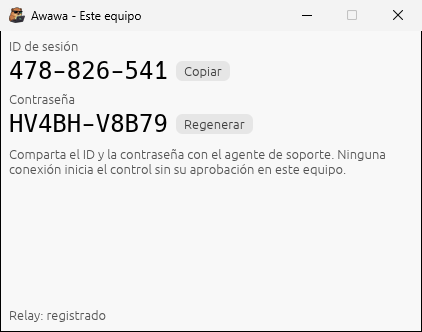 Awawa - Este equipo
ID de sesión
478-826-541 Copiar
Contraseña
HV4BH-V8B79 Regenerar
Comparta el ID y la contraseña con el agente de soporte. Ninguna
conexión inicia el control sin su aprobación en este equipo.
Relay: registrado